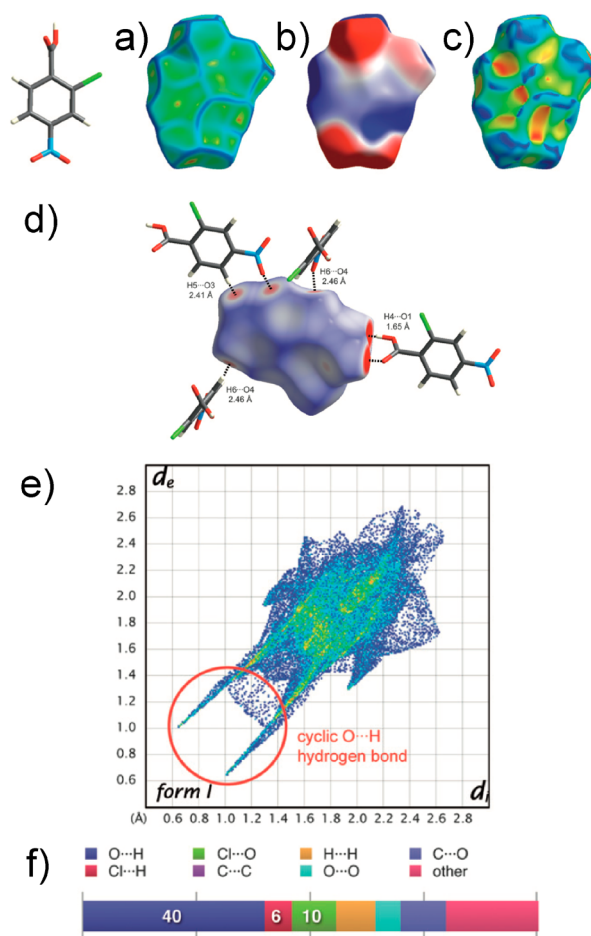 a)
b)
c)
d)
H5···O3
2.41 Å
H6···O4
2.46 Å
H4···O1
1.65 Å
H6···O4
2.46 Å
e)
de
2.8
2.6
2.4
2.2
2.0
1.8
1.6
1.4
1.2
1.0
0.8
0.6
cyclic O···H
hydrogen bond
form I
di
(Å) 0.6 0.8 1.0 1.2 1.4 1.6 1.8 2.0 2.2 2.4 2.6 2.8
f)
O···H Cl···O H···H C···O
Cl···H C···C O···O other
40 6 10